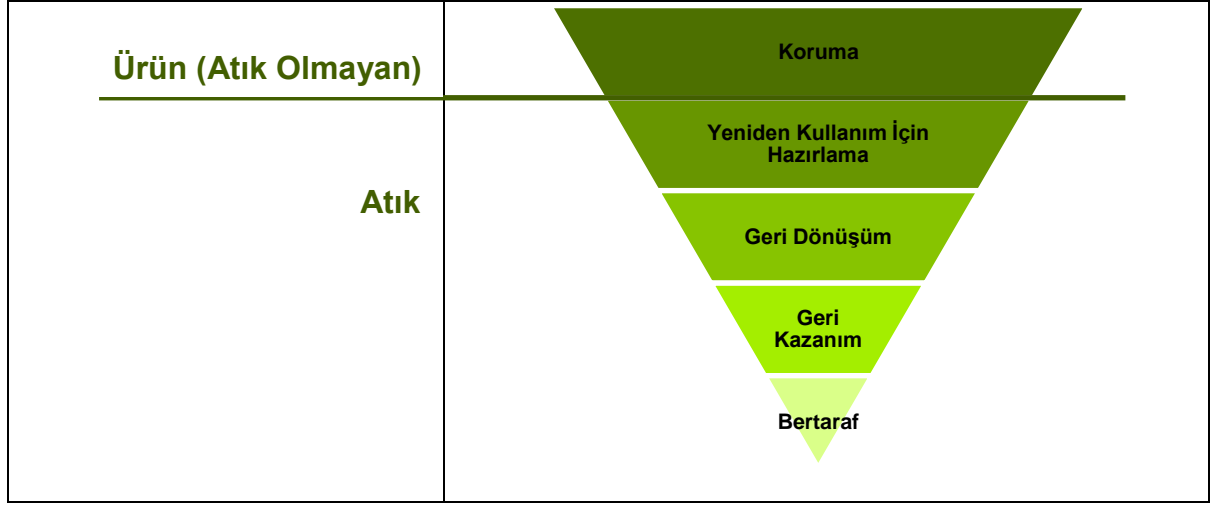 Koruma
Ürün (Atık Olmayan)
Yeniden Kullanım İçin
Hazırlama
Atık
Geri Dönüşüm
Geri
Kazanım
Bertaraf